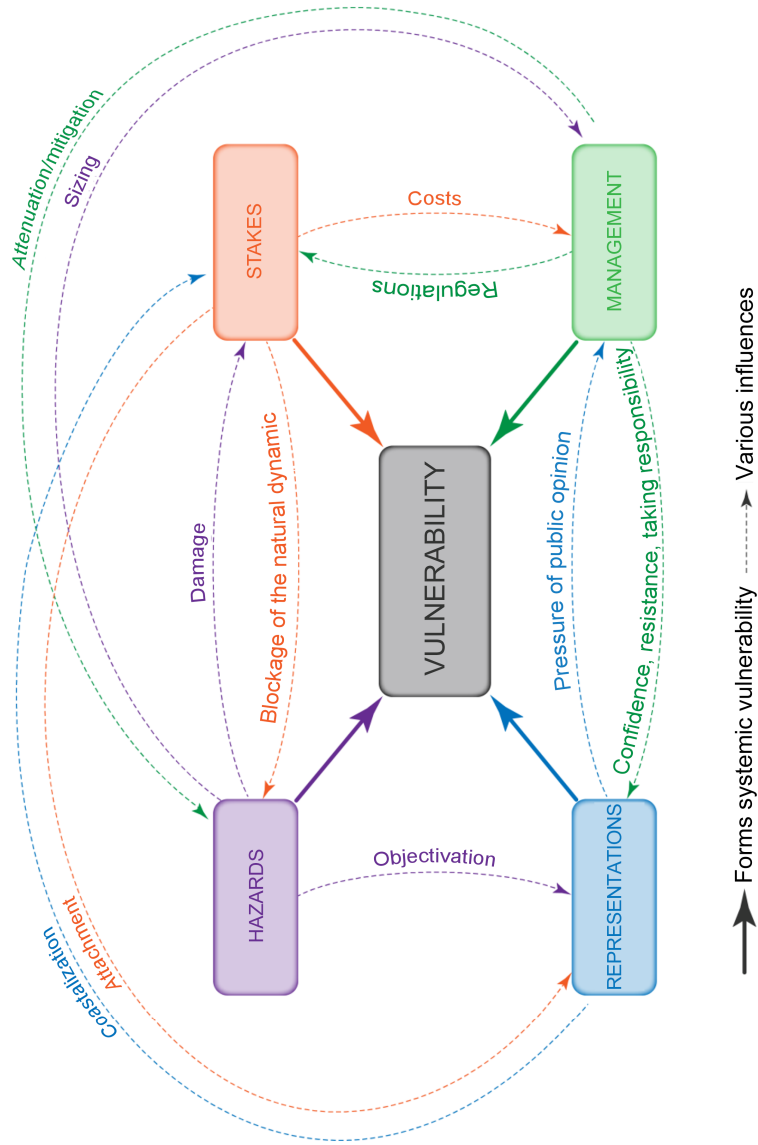 Attenuation/mitigation
Sizing
STAKES
Costs
Regulations
MANAGEMENT
Damage
Blockage of the natural dynamic
VULNERABILITY
Pressure of public opinion
Confidence, resistance, taking responsibility
HAZARDS
Objectivation
REPRESENTATIONS
Attachment
Coastalization
Forms systemic vulnerability
Various influences